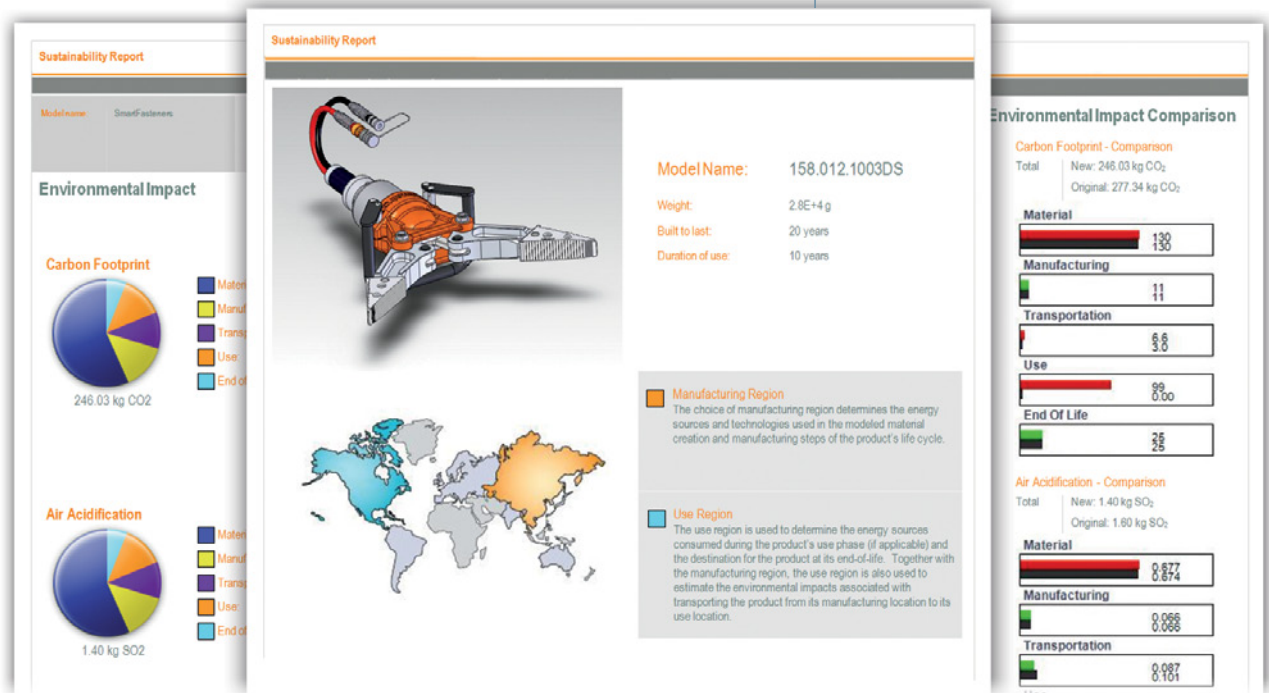 Sustainability Report
Model name: SmartFasteners
Environmental Impact
Carbon Footprint
Use:
End of
246.03 kg CO2
Air Acidification
Use:
End of
1.40 kg SO2
Sustainability Report
Model Name: 158.012.1003DS
Weight: 2.8E+4 g
Built to last: 20 years
Duration of use: 10 years
Manufacturing Region
The choice of manufacturing region determines the energy
sources and technologies used in the modeled material
creation and manufacturing steps of the product's life cycle.
Use Region
The use region is used to determine the energy sources
consumed during the product's use phase (if applicable) and
the destination for the product at its end-of-life. Together with
the manufacturing region, the use region is also used to
estimate the environmental impacts associated with
transporting the product from its manufacturing location to its
use location.
Environmental Impact Comparison
Carbon Footprint - Comparison
Total New: 246.03 kg CO₂
Original: 277.34 kg CO₂
Material
130
130
Manufacturing
11
11
Transportation
6.6
3.0
Use
99
0.00
End Of Life
25
25
Air Acidification - Comparison
Total New: 1.40 kg SO₂
Original: 1.60 kg SO₂
Material
0.677
0.674
Manufacturing
0.066
0.066
Transportation
0.087
0.101